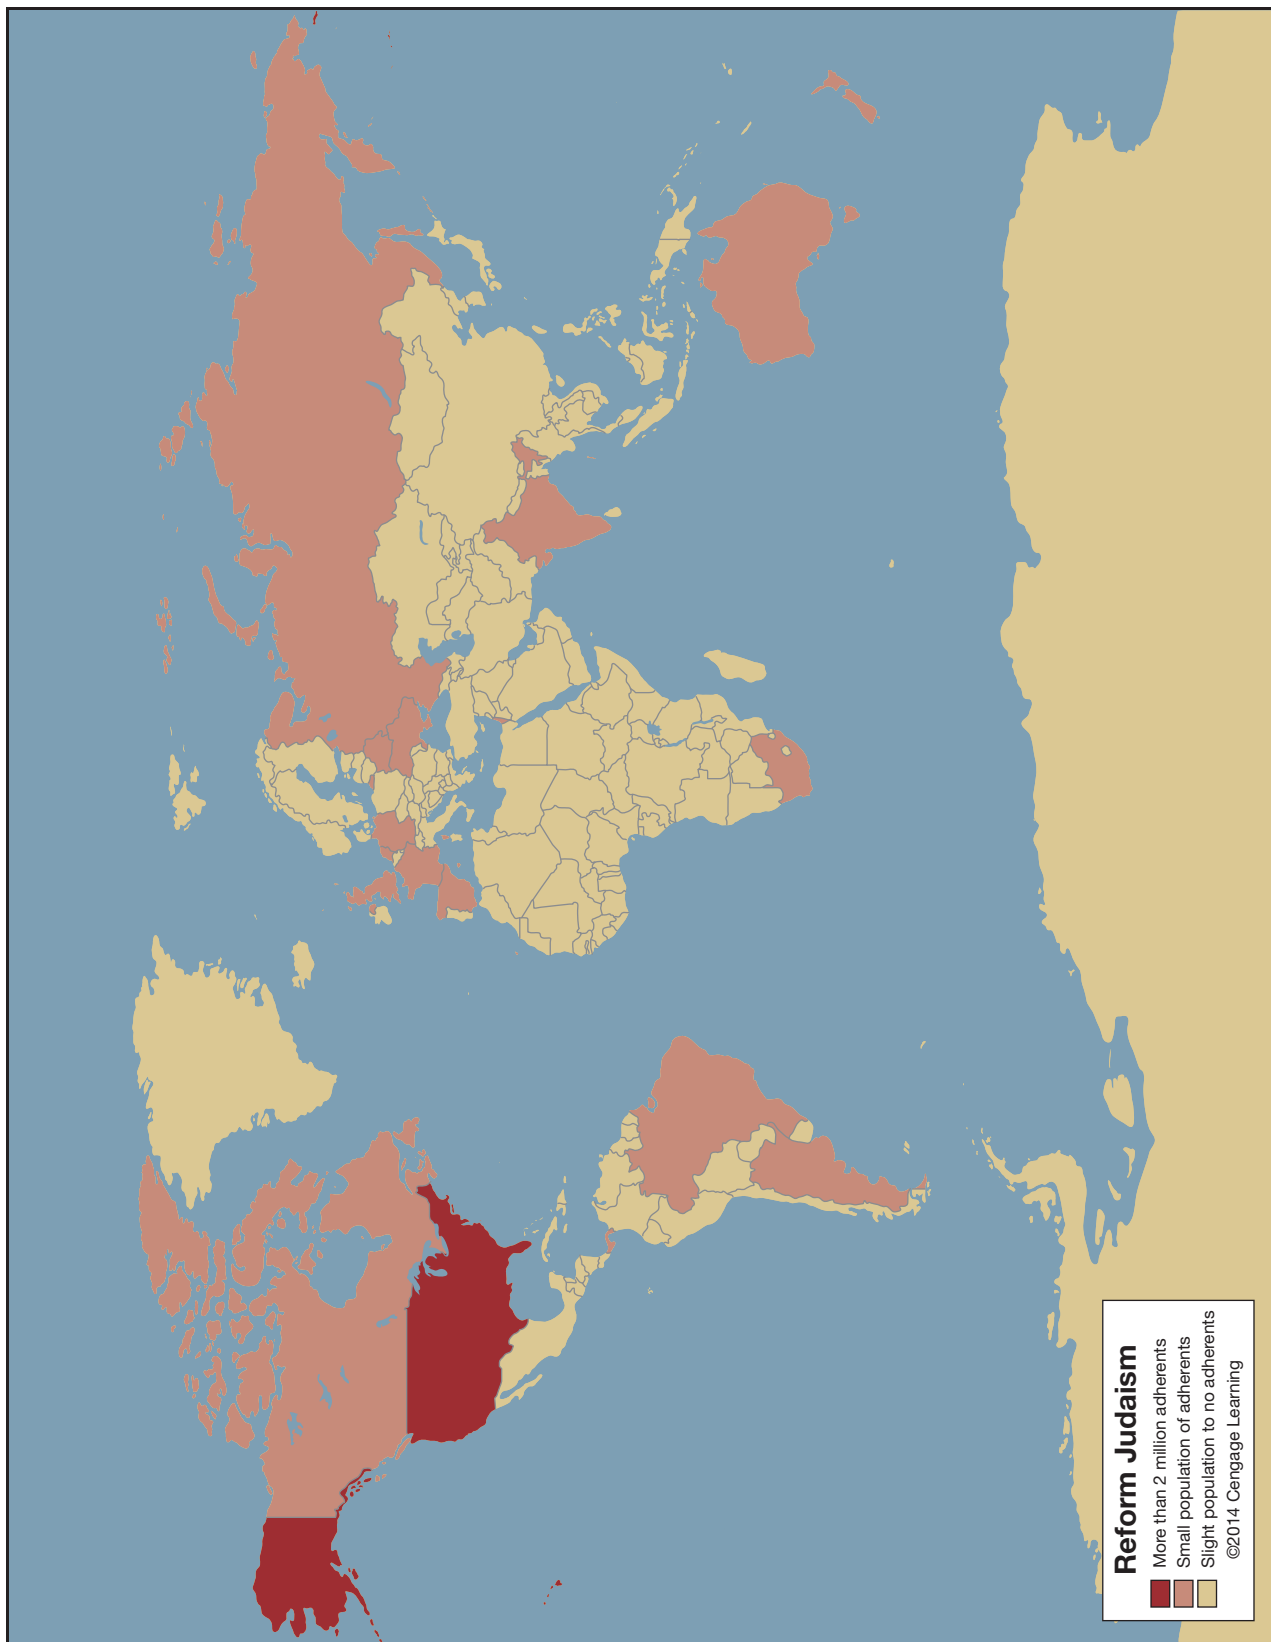 Reform Judaism
More than 2 million adherents
Small population of adherents
Slight population to no adherents
©2014 Cengage Learning